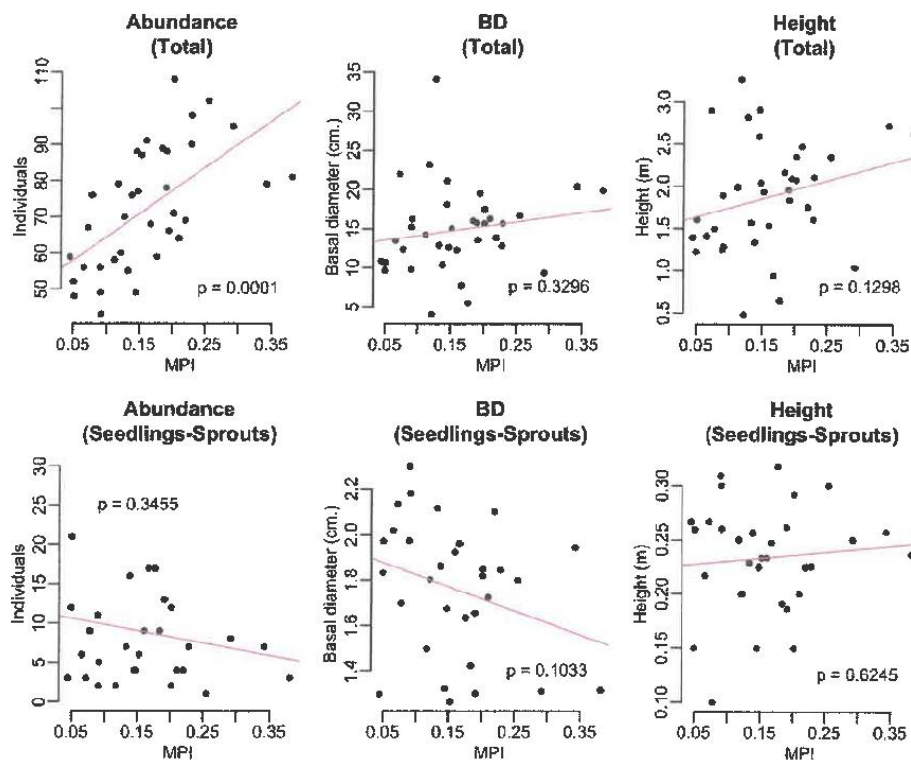 Abundance
(Total)
BD
(Total)
Height
(Total)
Individuals
110
90
80
70
60
50
0.05
0.15
0.25
0.35
MPI
p = 0.0001
Basal diameter (cm.)
35
30
25
20
15
10
5
0.05
0.15
0.25
0.35
MPI
p = 0.3296
Height (m)
3.0
2.5
2.0
1.5
1.0
0.5
0.05
0.15
0.25
0.35
MPI
p = 0.1298
Abundance
(Seedlings-Sprouts)
BD
(Seedlings-Sprouts)
Height
(Seedlings-Sprouts)
Individuals
30
25
20
15
10
5
0
0.05
0.15
0.25
0.35
MPI
p = 0.3455
Basal diameter (cm.)
2.2
2.0
1.8
1.6
1.4
0.05
0.15
0.25
0.35
MPI
p = 0.1033
Height (m)
0.30
0.25
0.20
0.15
0.10
0.05
0.15
0.25
0.35
MPI
p = 0.6245